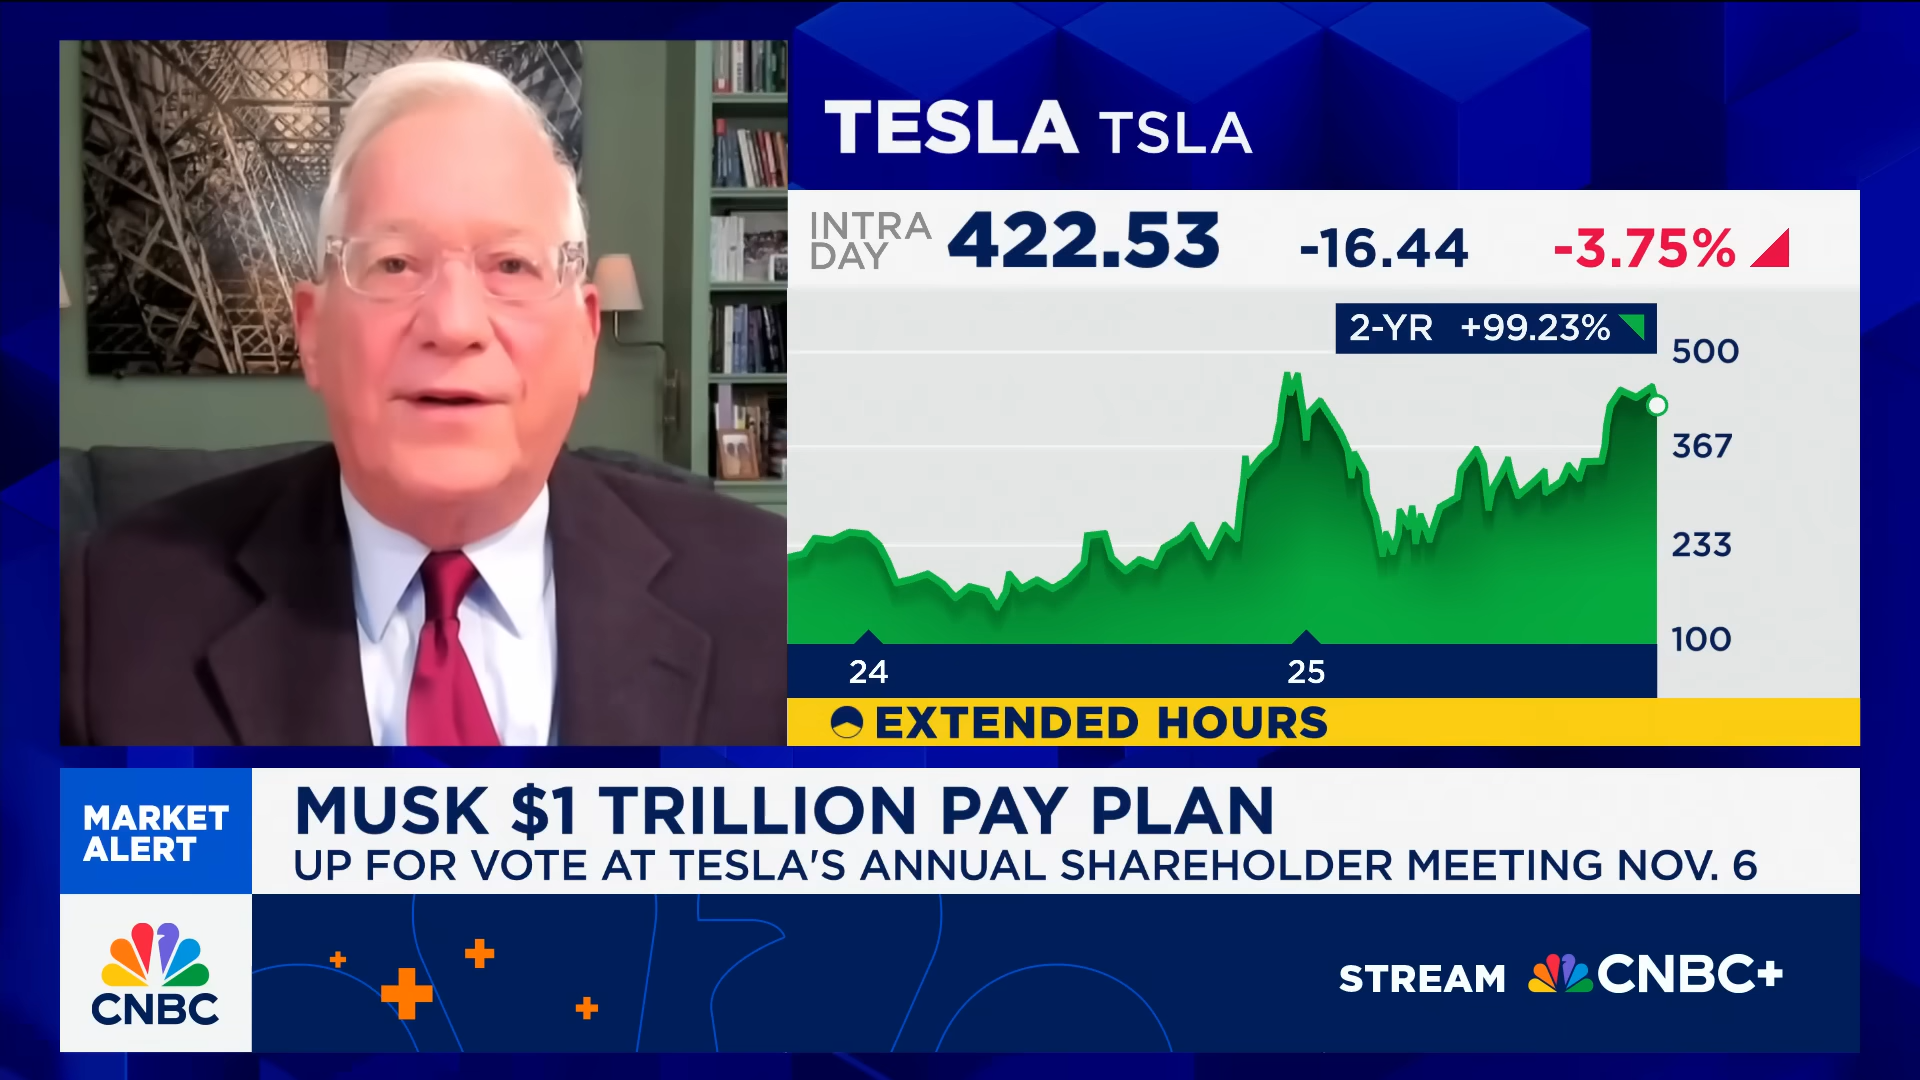 TESLA TSLA
INTRA DAY 422.53 -16.44 -3.75%
2-YR +99.23%
500
367
233
100
24 25
EXTENDED HOURS
MARKET ALERT
MUSK $1 TRILLION PAY PLAN
UP FOR VOTE AT TESLA'S ANNUAL SHAREHOLDER MEETING NOV. 6
CNBC
STREAM CNBC+